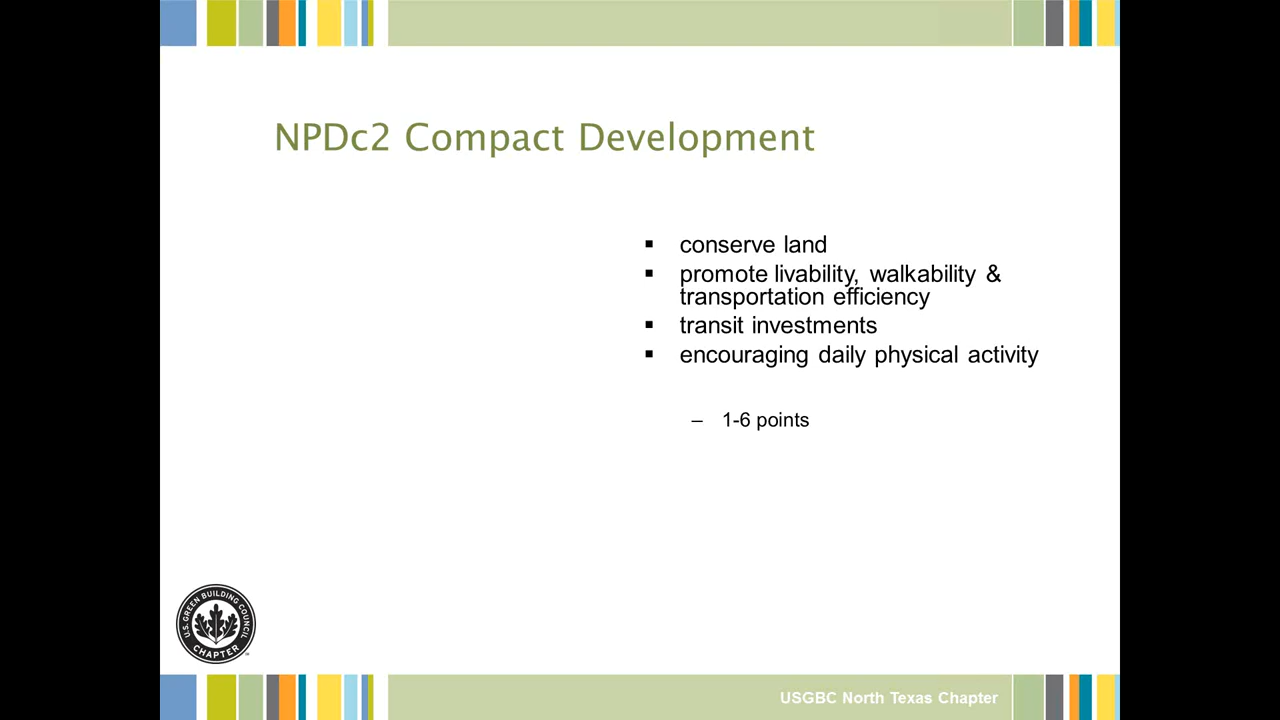 NPDc2 Compact Development
▪ conserve land
▪ promote livability, walkability &
transportation efficiency
▪ transit investments
▪ encouraging daily physical activity
– 1-6 points
U.S. GREEN BUILDING COUNCIL
CHAPTER
USGBC North Texas Chapter